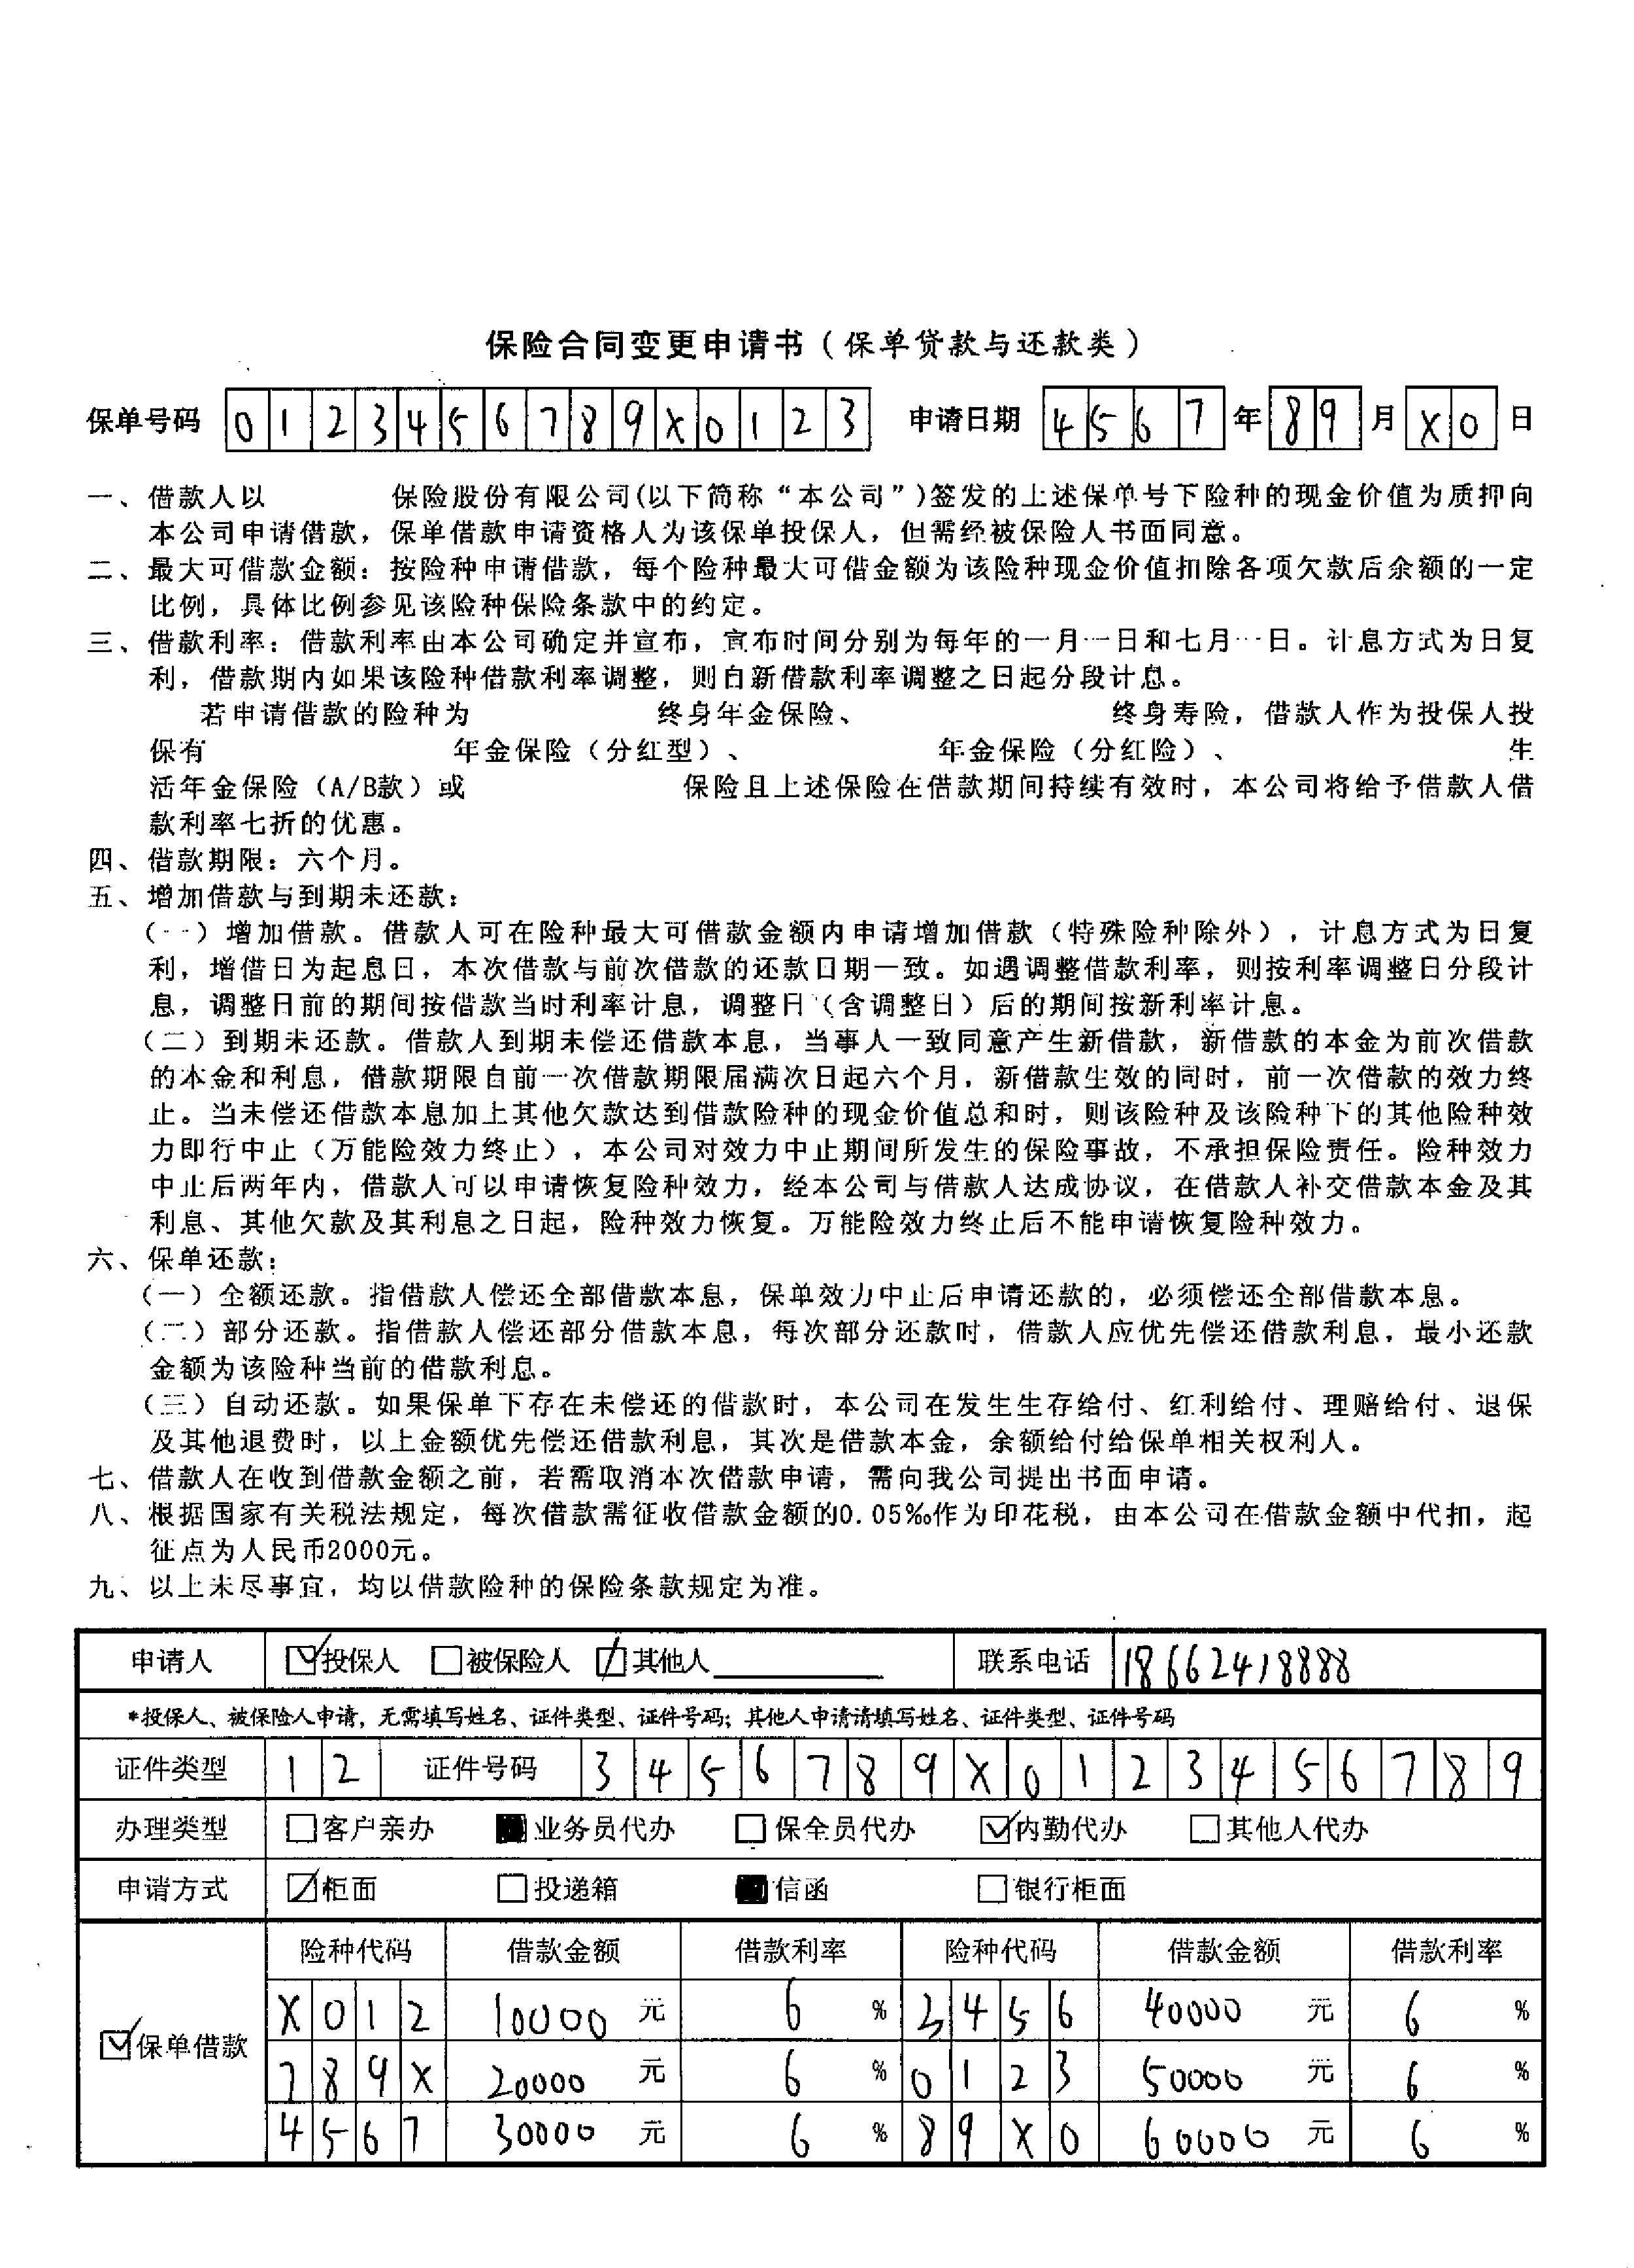 保险合同变更申请书（保单贷款与还款类）
保单号码 0 1 2 3 4 5 6 7 8 9 X 0 1 2 3 申请日期 4 5 6 7 年 8 9 月 X 0 日
一、借款人以 保险股份有限公司(以下简称“本公司”)签发的上述保单号下险种的现金价值为质押向
本公司申请借款，保单借款申请资格人为该保单投保人，但需经被保险人书面同意。
二、最大可借款金额：按险种申请借款，每个险种最大可借金额为该险种现金价值扣除各项欠款后余额的一定
比例，具体比例参见该险种保险条款中的约定。
三、借款利率：借款利率由本公司确定并宣布，宣布时间分别为每年的一月一日和七月一日。计息方式为日复
利，借款期内如果该险种借款利率调整，则自新借款利率调整之日起分段计息。
若申请借款的险种为 终身年金保险、 终身寿险，借款人作为投保人投
保有 年金保险（分红型）、 年金保险（分红险）、 生
活年金保险（A/B款）或 保险且上述保险在借款期间持续有效时，本公司将给予借款人借
款利率七折的优惠。
四、借款期限：六个月。
五、增加借款与到期未还款：
（一）增加借款。借款人可在险种最大可借款金额内申请增加借款（特殊险种除外），计息方式为日复
利，增借日为起息日，本次借款与前次借款的还款日期一致。如遇调整借款利率，则按利率调整日分段计
息，调整日前的期间按借款当时利率计息，调整日（含调整日）后的期间按新利率计息。
（二）到期未还款。借款人到期未偿还借款本息，当事人一致同意产生新借款，新借款的本金为前次借款
的本金和利息，借款期限自前一次借款期限届满次日起六个月，新借款生效的同时，前一次借款的效力终
止。当未偿还借款本息加上其他欠款达到借款险种的现金价值总和时，则该险种及该险种下的其他险种效
力即行中止（万能险效力终止），本公司对效力中止期间所发生的保险事故，不承担保险责任。险种效力
中止后两年内，借款人可以申请恢复险种效力，经本公司与借款人达成协议，在借款人补交借款本金及其
利息、其他欠款及其利息之日起，险种效力恢复。万能险效力终止后不能申请恢复险种效力。
六、保单还款：
（一）全额还款。指借款人偿还全部借款本息，保单效力中止后申请还款的，必须偿还全部借款本息。
（二）部分还款。指借款人偿还部分借款本息，每次部分还款时，借款人应优先偿还借款利息，最小还款
金额为该险种当前的借款利息。
（三）自动还款。如果保单下存在未偿还的借款时，本公司在发生生存给付、红利给付、理赔给付、退保
及其他退费时，以上金额优先偿还借款利息，其次是借款本金，余额给付给保单相关权利人。
七、借款人在收到借款金额之前，若需取消本次借款申请，需向我公司提出书面申请。
八、根据国家有关税法规定，每次借款需征收借款金额的0.05‰作为印花税，由本公司在借款金额中代扣，起
征点为人民币2000元。
九、以上未尽事宜，均以借款险种的保险条款规定为准。
申请人 投保人 被保险人 其他人 联系电话 18662418888
*投保人、被保险人申请，无需填写姓名、证件类型、证件号码；其他人申请请填写姓名、证件类型、证件号码
证件类型 1 2 证件号码 3 4 5 6 7 8 9 X 0 1 2 3 4 5 6 7 8 9
办理类型 客户亲办 业务员代办 保全员代办 内勤代办 其他人代办
申请方式 柜面 投递箱 信函 银行柜面
险种代码 借款金额 借款利率 险种代码 借款金额 借款利率
X 0 1 2 10000 元 6 % 3 4 5 6 40000 元 6 %
保单借款
7 8 9 X 20000 元 6 % 0 1 2 3 50000 元 6 %
4 5 6 7 30000 元 6 % 8 9 X 0 60000 元 6 %